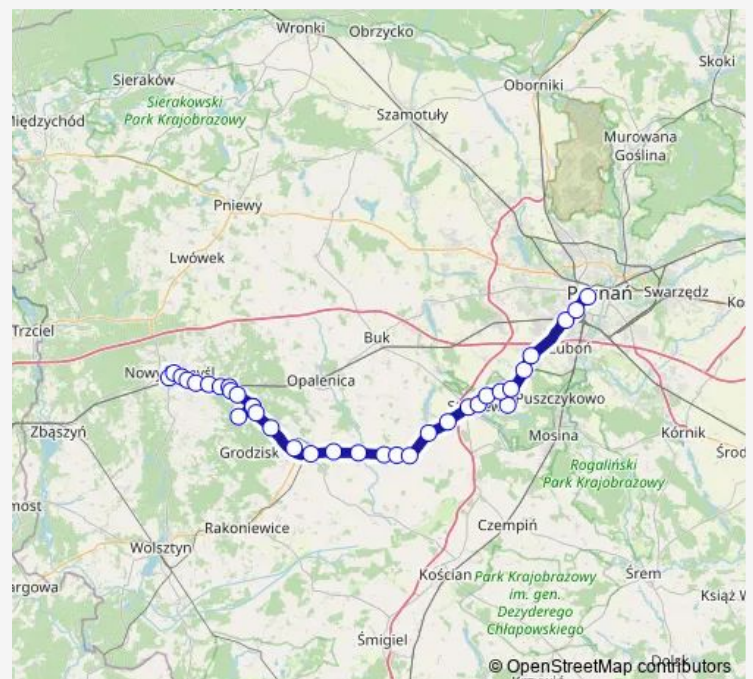 Wronki
Obrzycko
Skoki
Sieraków
Oborniki
Sierakowski
Park Krajobrazowy
Międzychód
Szamotuły
Murowana
Goślina
Pniewy
Lwówek
Swarzędz
Trzciel
Buk
Luboń
Opalenica
Puszczykowo
Zbąszyń
Mosina
Kórnik
Grodzisk
Rogaliński
Park Krajobrazowy
Rakoniewice
Czempiń
Wolsztyn
Kościan
Park Krajobrazowy
im. gen.
Dezyderego
Chłapowskiego
Śrem
Książ W
argowa
Śmigiel
© OpenStreetMap contributors